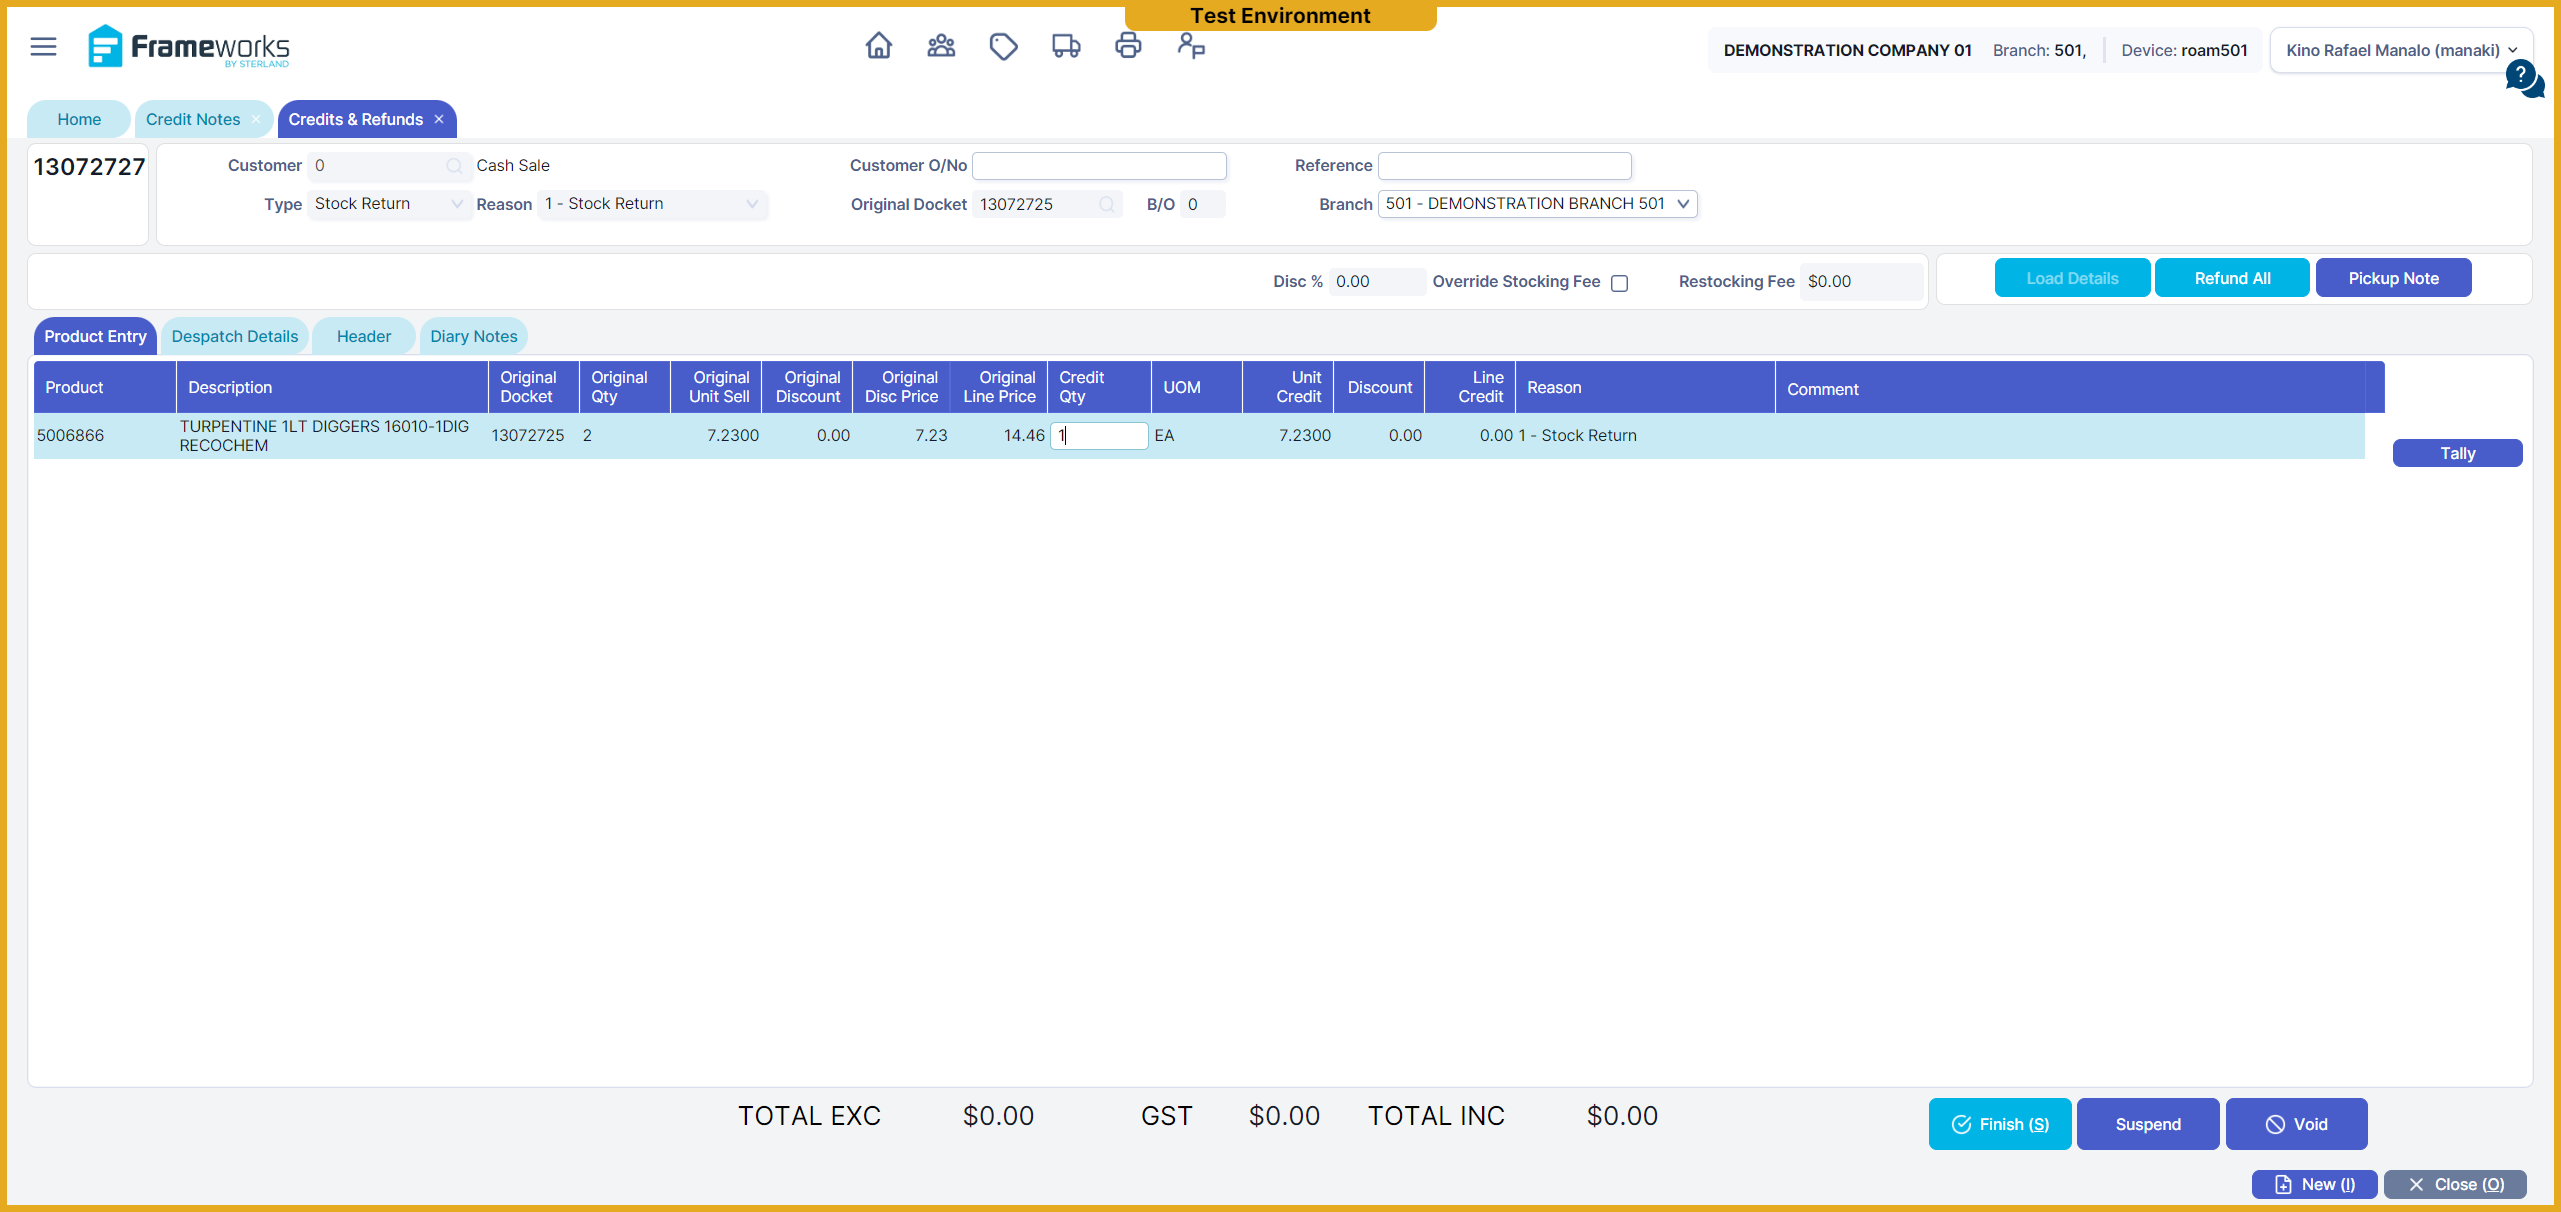 Test Environment
Frameworks
BY STERLAND
DEMONSTRATION COMPANY 01 Branch: 501, Device: roam501
Kino Rafael Manalo (manaki)
?
Home Credit Notes × Credits & Refunds ×
13072727
Customer 0 Cash Sale Customer O/No Reference
Type Stock Return Reason 1 - Stock Return Original Docket 13072725 B/O 0 Branch 501 - DEMONSTRATION BRANCH 501
Disc % 0.00 Override Stocking Fee Restocking Fee $0.00 Load Details Refund All Pickup Note
Product Entry Despatch Details Header Diary Notes
Product Description Original Docket Original Qty Original Unit Sell Original Discount Original Disc Price Original Line Price Credit Qty UOM Unit Credit Discount Line Credit Reason Comment
5006866 TURPENTINE 1LT DIGGERS 16010-1DIG RECOCHEM 13072725 2 7.2300 0.00 7.23 14.46 1 EA 7.2300 0.00 0.00 1 - Stock Return
Tally
TOTAL EXC $0.00 GST $0.00 TOTAL INC $0.00
Finish (S) Suspend Void
New (I) Close (O)